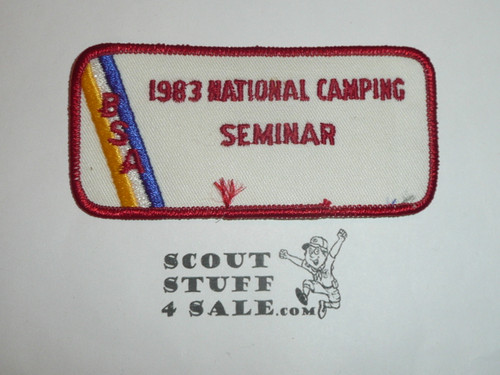 1983 NATIONAL CAMPING
SEMINAR
BSA
SCOUT
STUFF
4 SALE.COM